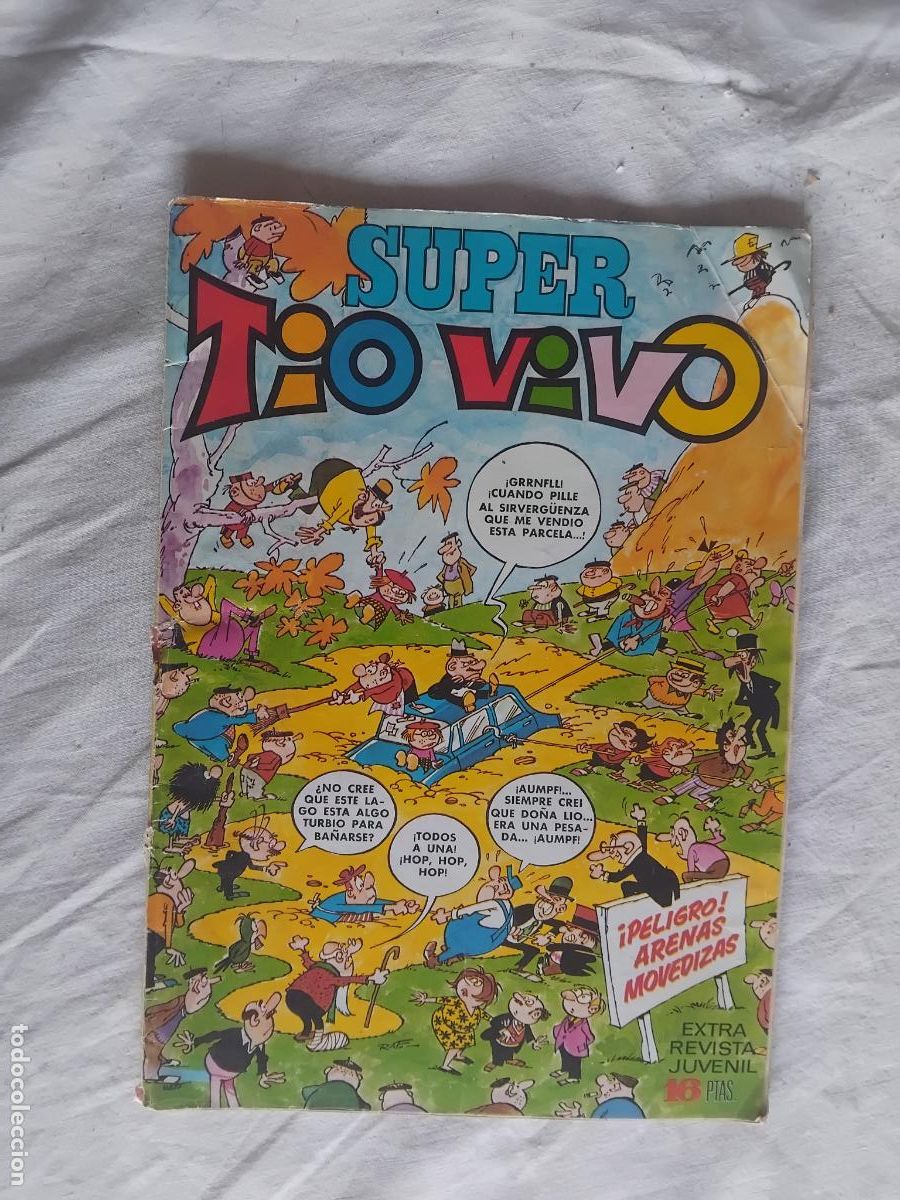 SUPER
TiO ViVO
¡GRRNFLL!
¡CUANDO PILLE
AL SIRVERGÜENZA
QUE ME VENDIO
ESTA PARCELA...!
¿NO CREE
QUE ESTE LA-
GO ESTA ALGO
TURBIO PARA
BAÑARSE?
¡TODOS
A UNA!
¡HOP, HOP,
HOP!
¡AUMPF!...
SIEMPRE CREI
QUE DOÑA LIO...
ERA UNA PESA-
DA... ¡AUMPF!
¡PELIGRO!
ARENAS
MOVEDIZAS
RAF
EXTRA
REVISTA
JUVENIL
16 PTAS.
todocoleccion